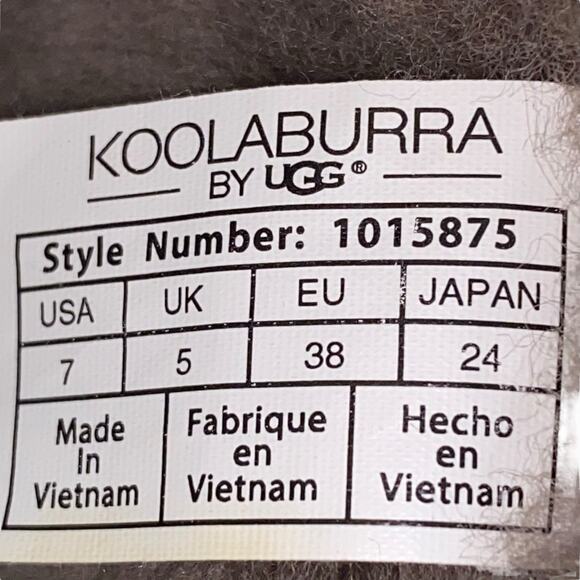 KOOLABURRA
BY UGG®
Style Number: 1015875
USA UK EU JAPAN
7 5 38 24
Made In Vietnam
Fabrique en Vietnam
Hecho en Vietnam